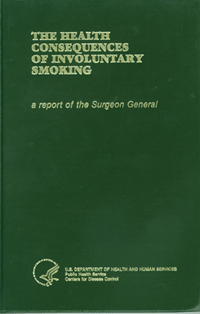 THE HEALTH
CONSEQUENCES
OF INVOLUNTARY
SMOKING
a report of the Surgeon General
U.S. DEPARTMENT OF HEALTH AND HUMAN SERVICES
Public Health Service
Centers for Disease Control